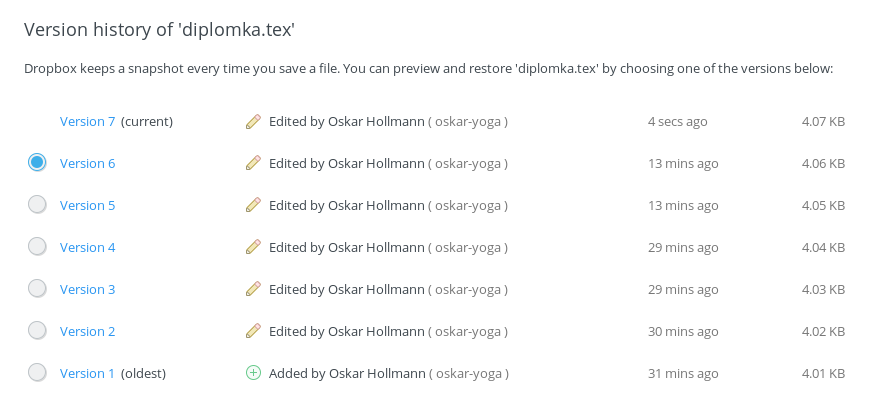 Version history of 'diplomka.tex'
Dropbox keeps a snapshot every time you save a file. You can preview and restore 'diplomka.tex' by choosing one of the versions below:
Version 7 (current) Edited by Oskar Hollmann ( oskar-yoga ) 4 secs ago 4.07 KB
Version 6 Edited by Oskar Hollmann ( oskar-yoga ) 13 mins ago 4.06 KB
Version 5 Edited by Oskar Hollmann ( oskar-yoga ) 13 mins ago 4.05 KB
Version 4 Edited by Oskar Hollmann ( oskar-yoga ) 29 mins ago 4.04 KB
Version 3 Edited by Oskar Hollmann ( oskar-yoga ) 29 mins ago 4.03 KB
Version 2 Edited by Oskar Hollmann ( oskar-yoga ) 30 mins ago 4.02 KB
Version 1 (oldest) Added by Oskar Hollmann ( oskar-yoga ) 31 mins ago 4.01 KB